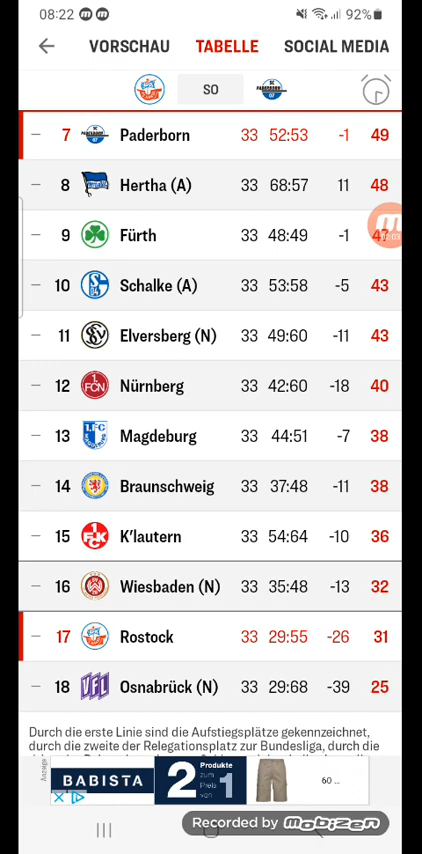 08:22 92%
VORSCHAU TABELLE SOCIAL MEDIA
SO
7 Paderborn 33 52:53 -1 49
8 Hertha (A) 33 68:57 11 48
9 Fürth 33 48:49 -1
10 Schalke (A) 33 53:58 -5 43
11 Elversberg (N) 33 49:60 -11 43
12 Nürnberg 33 42:60 -18 40
13 Magdeburg 33 44:51 -7 38
14 Braunschweig 33 37:48 -11 38
15 K'lautern 33 54:64 -10 36
16 Wiesbaden (N) 33 35:48 -13 32
17 Rostock 33 29:55 -26 31
18 Osnabrück (N) 33 29:68 -39 25
Durch die erste Linie sind die Aufstiegsplätze gekennzeichnet,
durch die zweite der Relegationsplatz zur Bundesliga, durch die
Anzeige
BABISTA 2 Produkte zum Preis von 1 60 ...
Recorded by mobizen